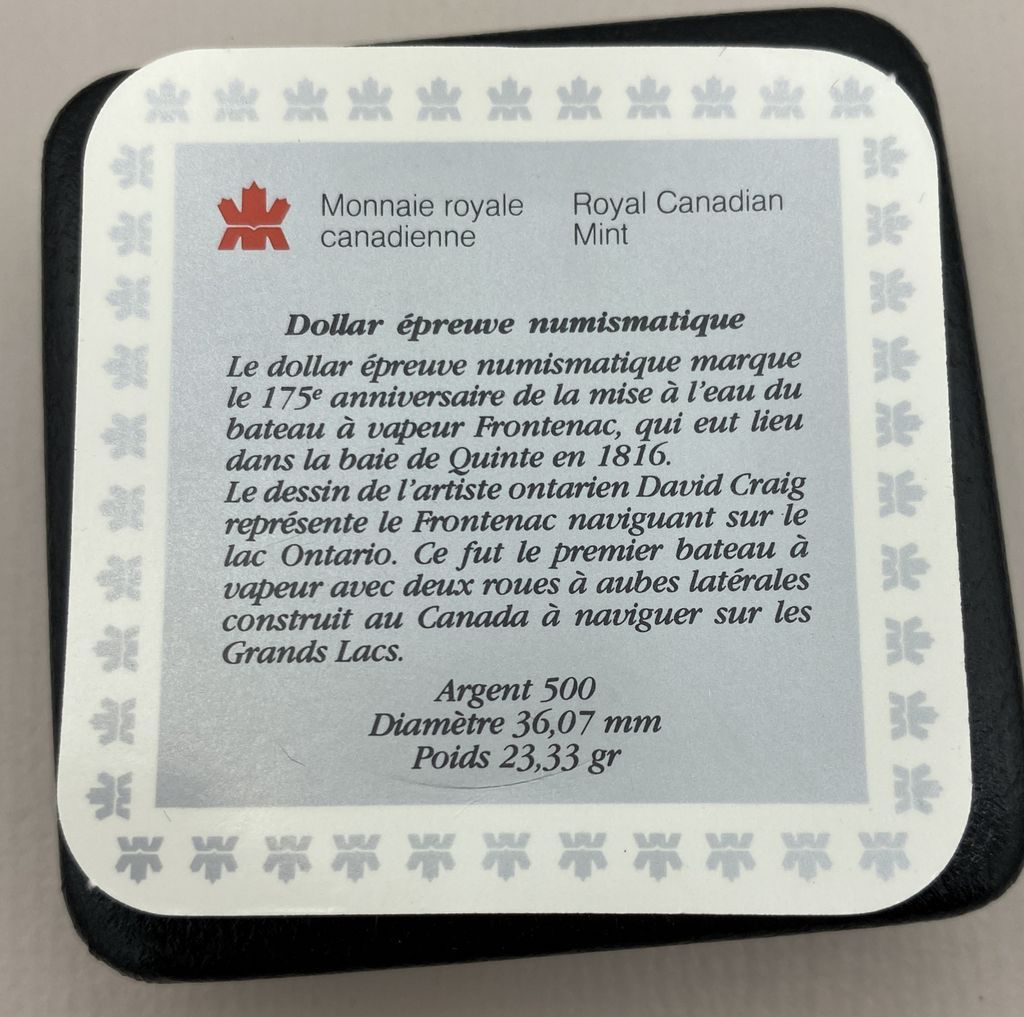 Monnaie royale canadienne
Royal Canadian Mint
Dollar épreuve numismatique
Le dollar épreuve numismatique marque
le 175e anniversaire de la mise à l'eau du
bateau à vapeur Frontenac, qui eut lieu
dans la baie de Quinte en 1816.
Le dessin de l'artiste ontarien David Craig
représente le Frontenac naviguant sur le
lac Ontario. Ce fut le premier bateau à
vapeur avec deux roues à aubes latérales
construit au Canada à naviguer sur les
Grands Lacs.
Argent 500
Diamètre 36,07 mm
Poids 23,33 gr